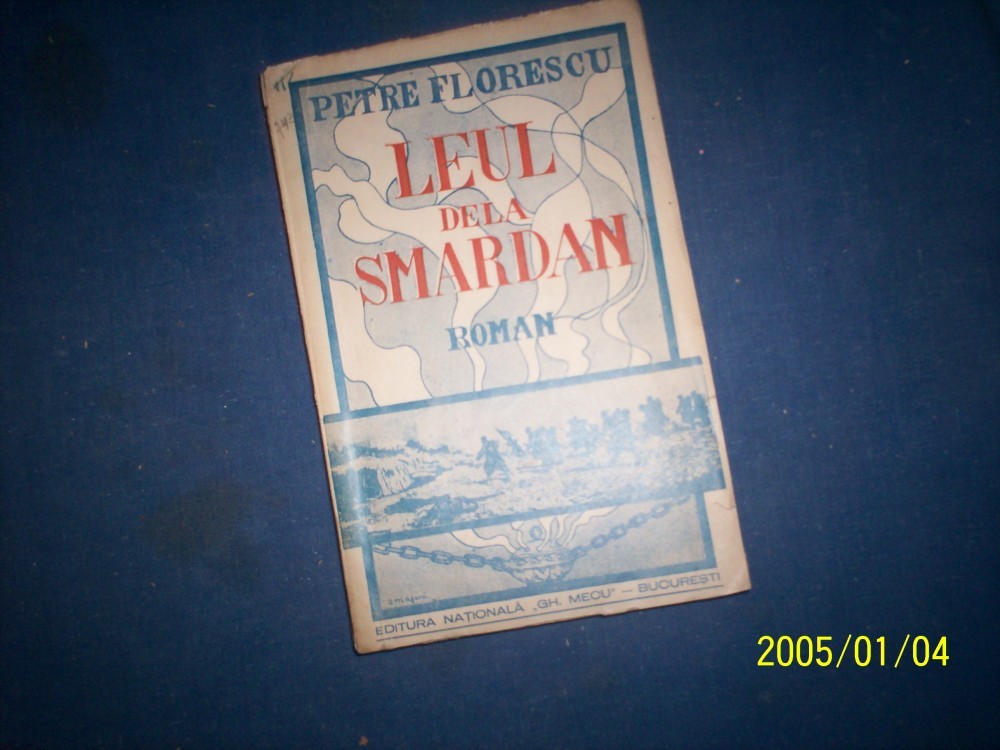 PETRE FLORESCU
LEUL
DELA
SMARDAN
ROMAN
EDITURA NAȚIONALĂ „GH. MECU" — BUCUREȘTI
2005/01/04